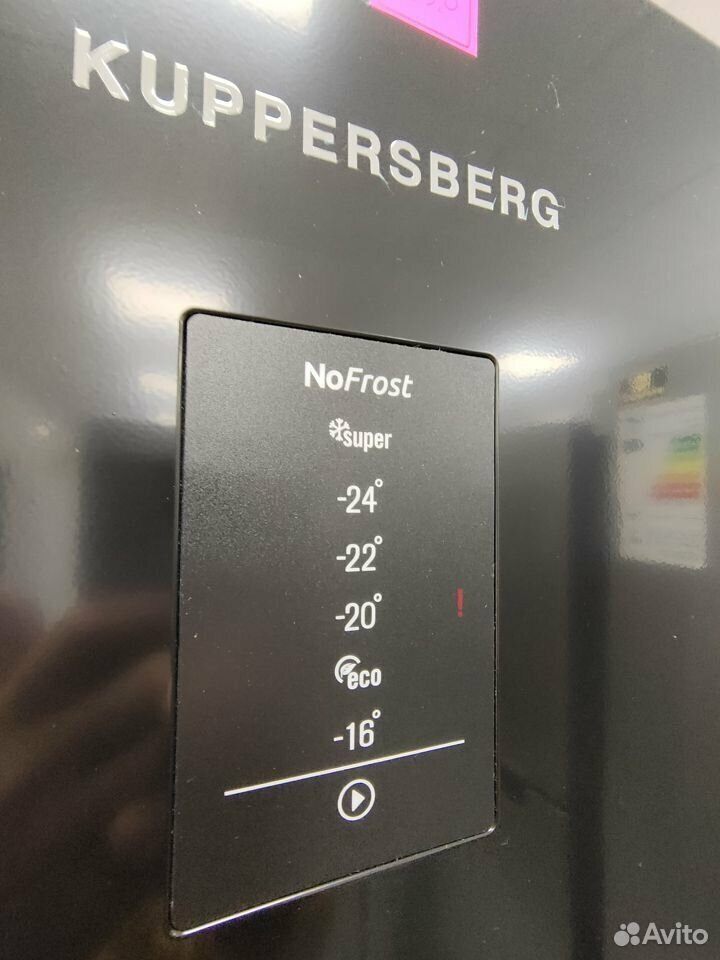 KUPPERSBERG
NoFrost
super
-24°
-22°
-20° !
eco
-16°
Avito